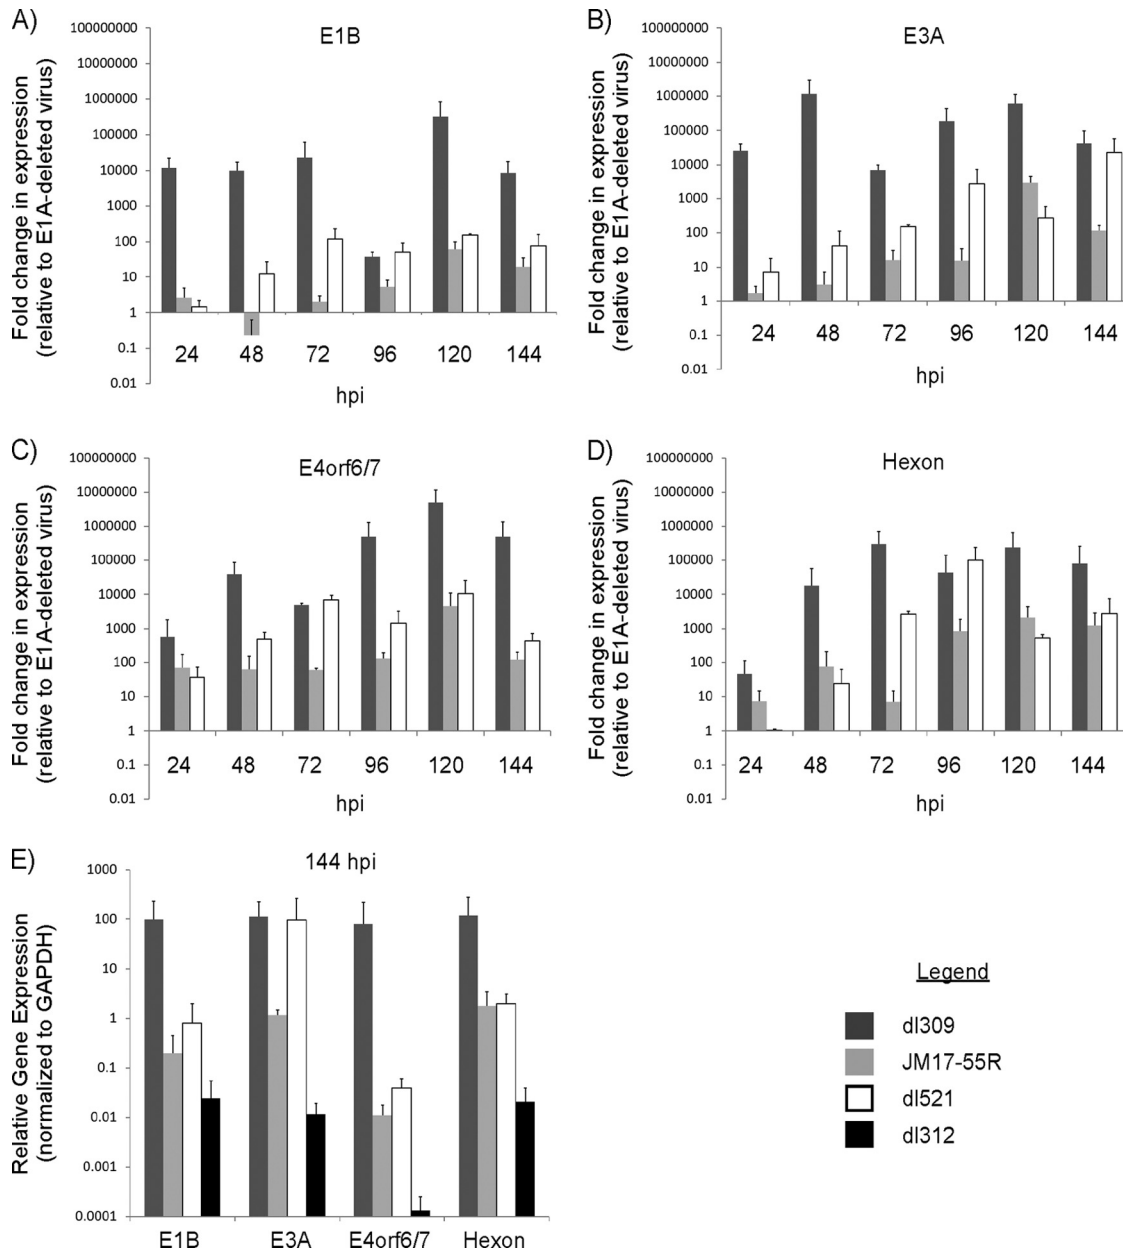 A)
E1B
Fold change in expression
(relative to E1A-deleted virus)
100000000
10000000
1000000
100000
10000
1000
100
10
1
0.1
0.01
24 48 72 96 120 144
hpi
B)
E3A
Fold change in expression
(relative to E1A-deleted virus)
100000000
10000000
1000000
100000
10000
1000
100
10
1
0.1
0.01
24 48 72 96 120 144
hpi
C)
E4orf6/7
Fold change in expression
(relative to E1A-deleted virus)
100000000
10000000
1000000
100000
10000
1000
100
10
1
0.1
0.01
24 48 72 96 120 144
hpi
D)
Hexon
Fold change in expression
(relative to E1A-deleted virus)
100000000
10000000
1000000
100000
10000
1000
100
10
1
0.1
0.01
24 48 72 96 120 144
hpi
E)
144 hpi
Relative Gene Expression
(normalized to GAPDH)
1000
100
10
1
0.1
0.01
0.001
0.0001
E1B E3A E4orf6/7 Hexon
Legend
dl309
JM17-55R
dl521
dl312